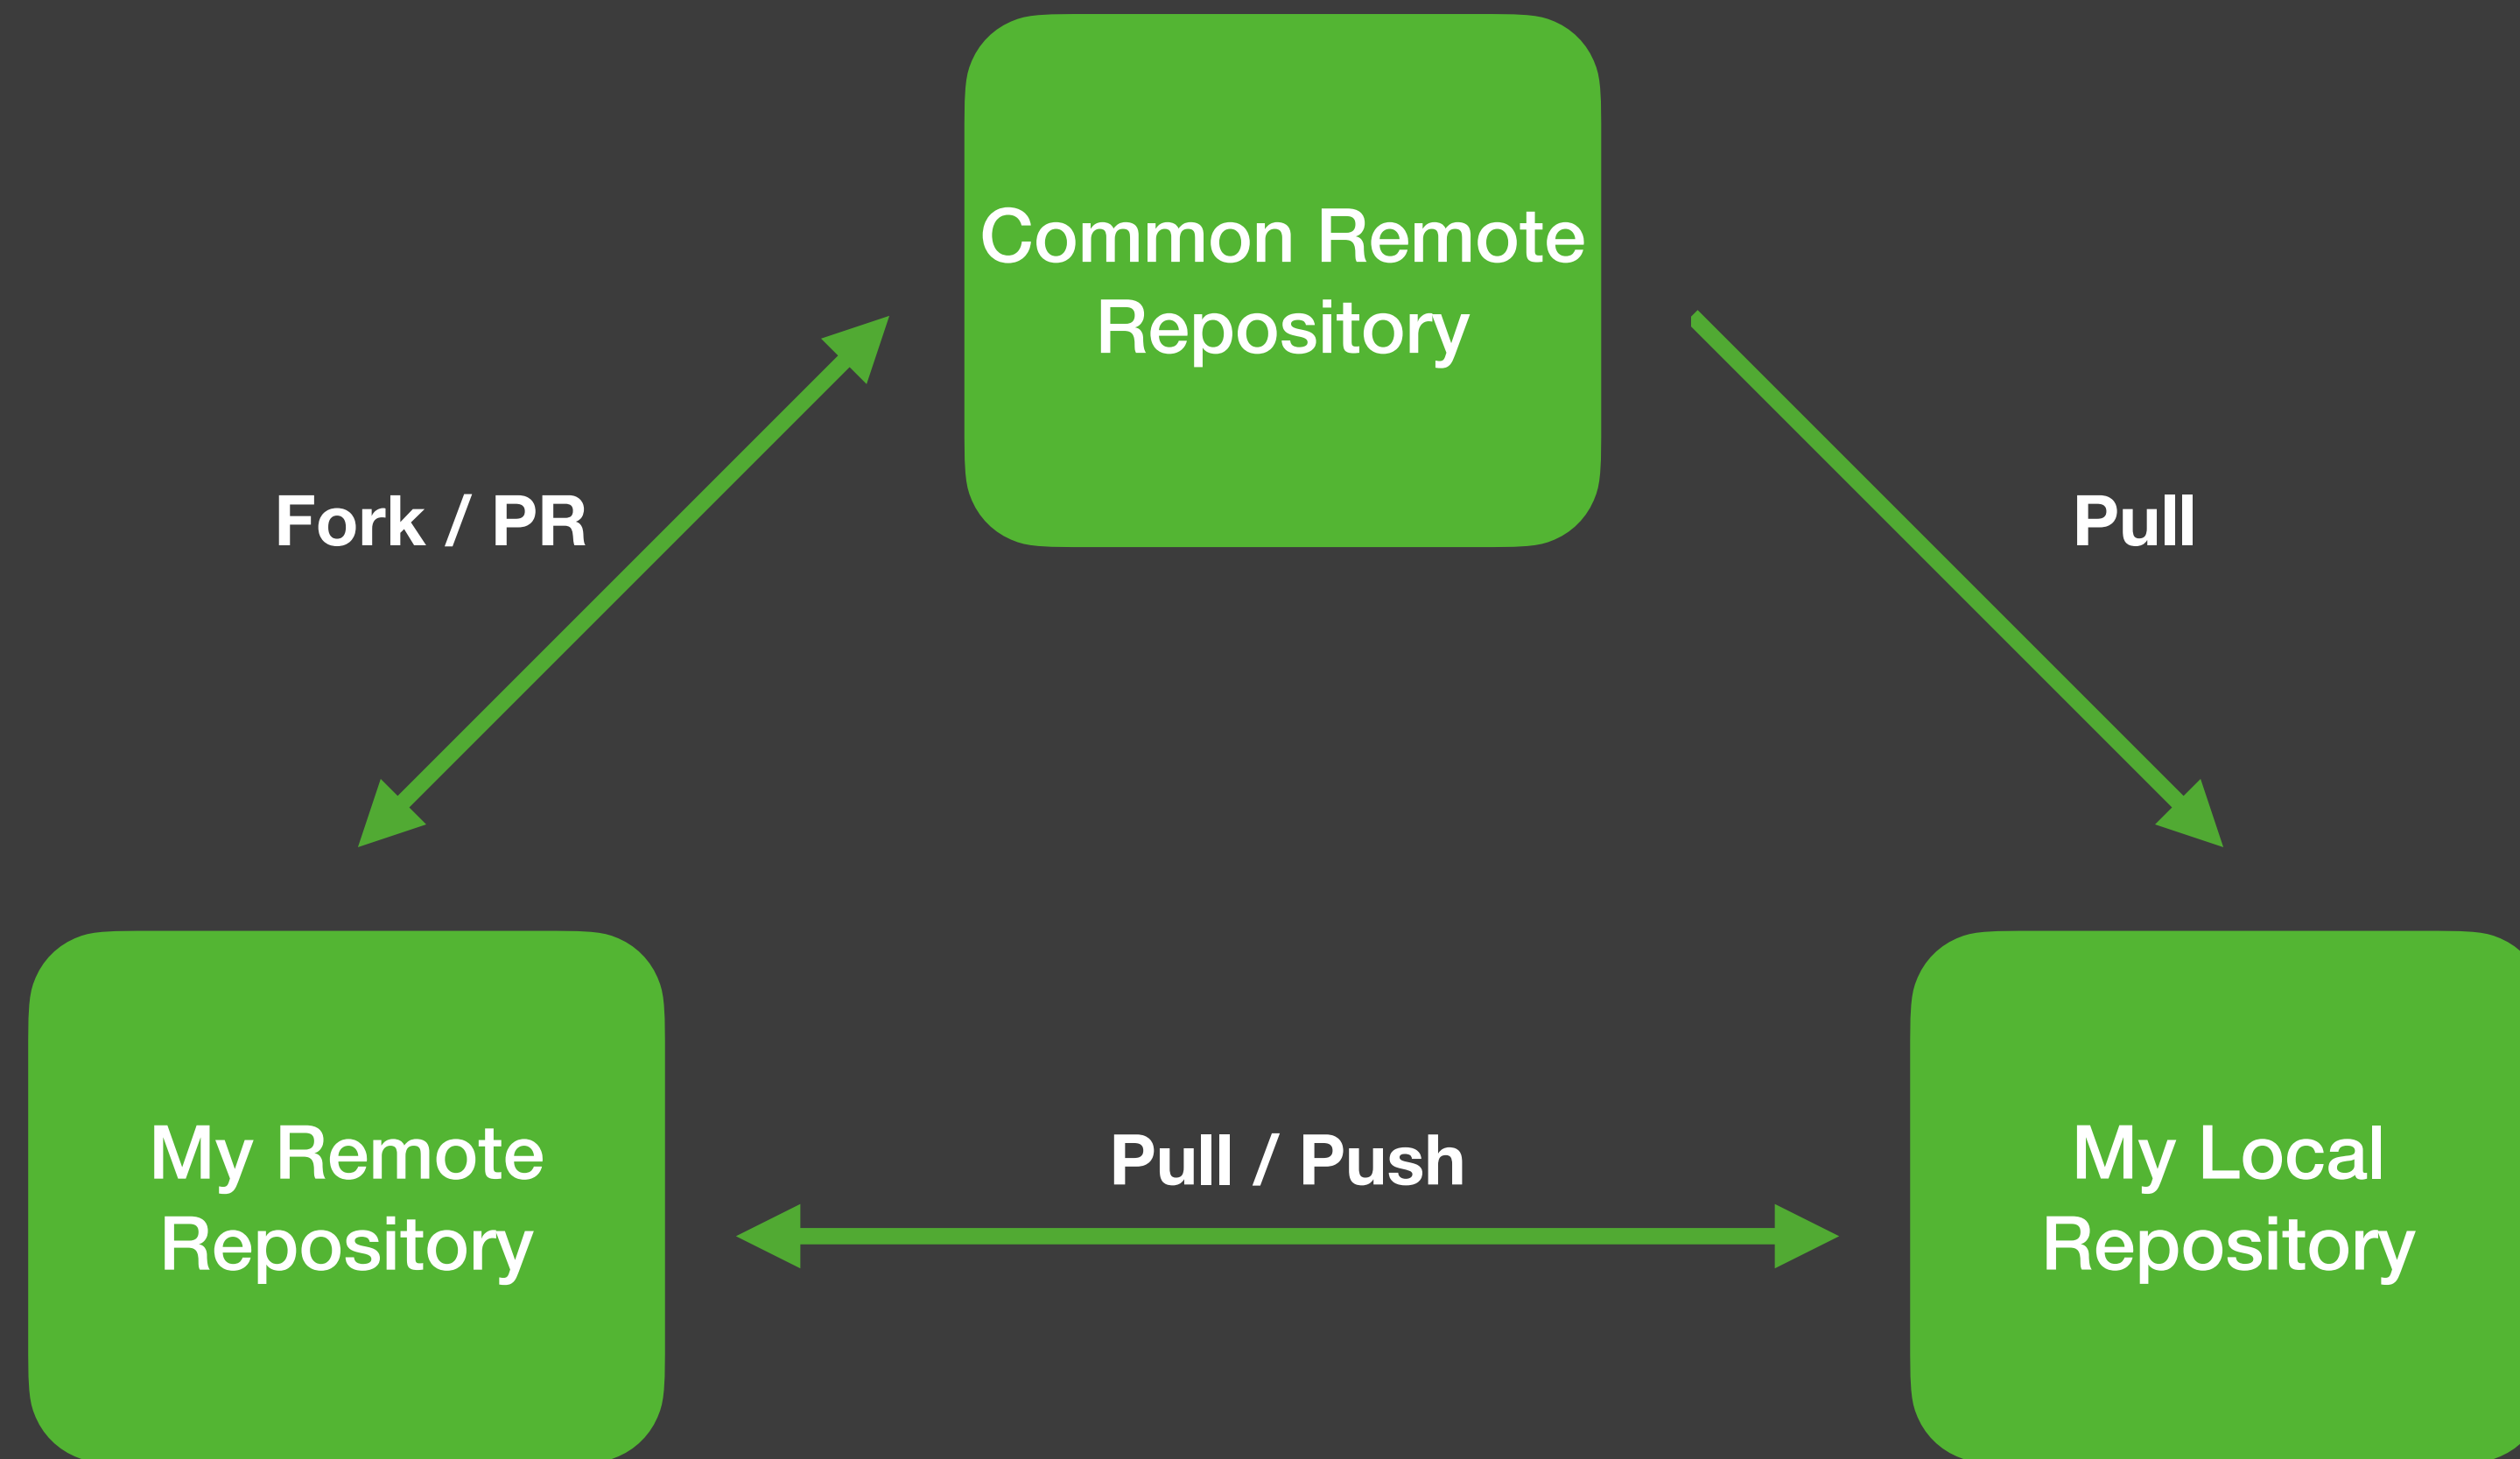 Common Remote
Repository
Fork / PR
Pull
My Remote
Repository
Pull / Push
My Local
Repository